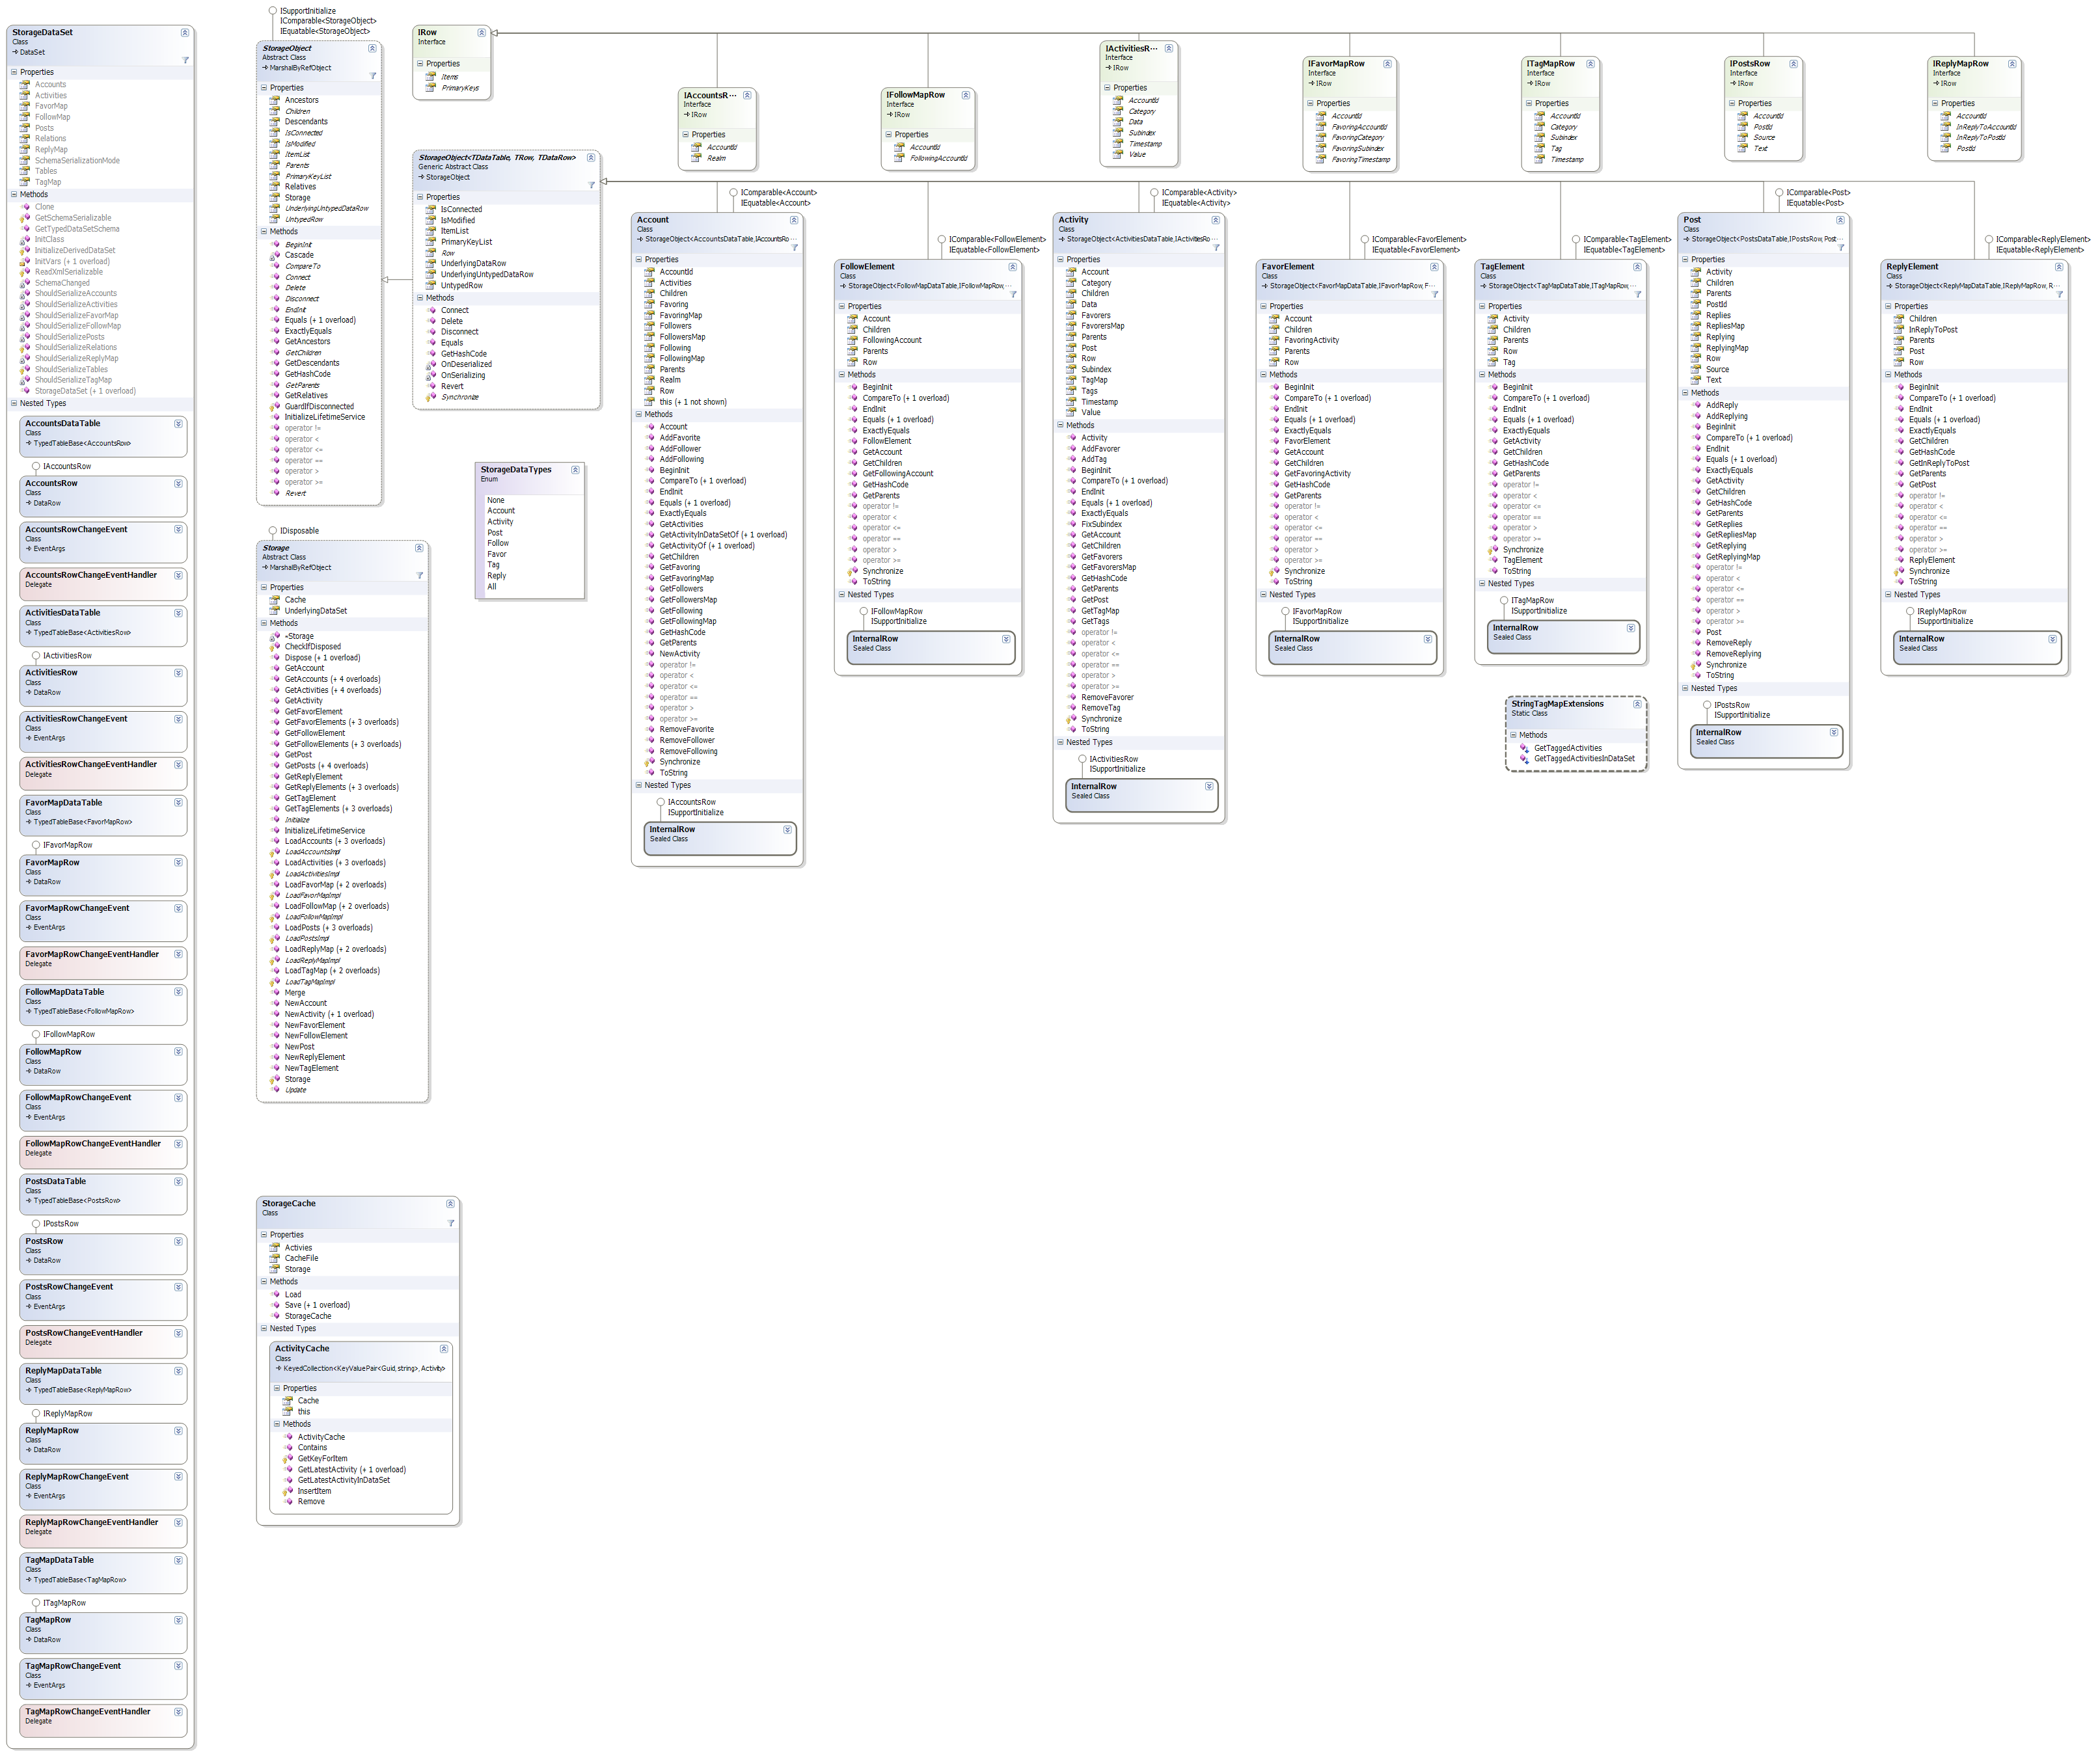 StorageDataSet
Class
DataSet
Properties
Accounts
Activities
FavorMap
FollowMap
Posts
Relations
ReplyMap
SchemaSerializationMode
Tables
TagMap
Methods
Clone
GetSchemaSerializable
GetTypedDataSetSchema
InitClass
InitializeDerivedDataSet
InitVars (+ 1 overload)
ReadXmlSerializable
SchemaChanged
ShouldSerializeAccounts
ShouldSerializeActivities
ShouldSerializeFavorMap
ShouldSerializeFollowMap
ShouldSerializePosts
ShouldSerializeRelations
ShouldSerializeReplyMap
ShouldSerializeTables
ShouldSerializeTagMap
StorageDataSet (+ 1 overload)
Nested Types
AccountsDataTable
Class
TypedTableBase<AccountsRow>
IAccountsRow
AccountsRow
Class
DataRow
AccountsRowChangeEvent
Class
EventArgs
AccountsRowChangeEventHandler
Delegate
ActivitiesDataTable
Class
TypedTableBase<ActivitiesRow>
IActivitiesRow
ActivitiesRow
Class
DataRow
ActivitiesRowChangeEvent
Class
EventArgs
ActivitiesRowChangeEventHandler
Delegate
FavorMapDataTable
Class
TypedTableBase<FavorMapRow>
IFavorMapRow
FavorMapRow
Class
DataRow
FavorMapRowChangeEvent
Class
EventArgs
FavorMapRowChangeEventHandler
Delegate
FollowMapDataTable
Class
TypedTableBase<FollowMapRow>
IFollowMapRow
FollowMapRow
Class
DataRow
FollowMapRowChangeEvent
Class
EventArgs
FollowMapRowChangeEventHandler
Delegate
PostsDataTable
Class
TypedTableBase<PostsRow>
IPostsRow
PostsRow
Class
DataRow
PostsRowChangeEvent
Class
EventArgs
PostsRowChangeEventHandler
Delegate
ReplyMapDataTable
Class
TypedTableBase<ReplyMapRow>
IReplyMapRow
ReplyMapRow
Class
DataRow
ReplyMapRowChangeEvent
Class
EventArgs
ReplyMapRowChangeEventHandler
Delegate
TagMapDataTable
Class
TypedTableBase<TagMapRow>
ITagMapRow
TagMapRow
Class
DataRow
TagMapRowChangeEvent
Class
EventArgs
TagMapRowChangeEventHandler
Delegate
ISupportInitialize
IComparable<StorageObject>
IEquatable<StorageObject>
StorageObject
Abstract Class
MarshalByRefObject
Properties
Ancestors
Children
Descendants
IsConnected
IsModified
ItemList
Parents
PrimaryKeyList
Relatives
Storage
UnderlyingUntypedDataRow
UntypedRow
Methods
BeginInit
Cascade
CompareTo
Connect
Delete
Disconnect
EndInit
Equals (+ 1 overload)
ExactlyEquals
GetAncestors
GetChildren
GetDescendants
GetHashCode
GetParents
GetRelatives
GuardIfDisconnected
InitializeLifetimeService
operator !=
operator <
operator <=
operator ==
operator >
operator >=
Revert
IDisposable
Storage
Abstract Class
MarshalByRefObject
Properties
Cache
UnderlyingDataSet
Methods
~Storage
CheckIfDisposed
Dispose (+ 1 overload)
GetAccount
GetAccounts (+ 4 overloads)
GetActivities (+ 4 overloads)
GetActivity
GetFavorElement
GetFavorElements (+ 3 overloads)
GetFollowElement
GetFollowElements (+ 3 overloads)
GetPost
GetPosts (+ 4 overloads)
GetReplyElement
GetReplyElements (+ 3 overloads)
GetTagElement
GetTagElements (+ 3 overloads)
Initialize
InitializeLifetimeService
LoadAccounts (+ 3 overloads)
LoadAccountsImpl
LoadActivities (+ 3 overloads)
LoadActivitiesImpl
LoadFavorMap (+ 2 overloads)
LoadFavorMapImpl
LoadFollowMap (+ 2 overloads)
LoadFollowMapImpl
LoadPosts (+ 3 overloads)
LoadPostsImpl
LoadReplyMap (+ 2 overloads)
LoadReplyMapImpl
LoadTagMap (+ 2 overloads)
LoadTagMapImpl
Merge
NewAccount
NewActivity (+ 1 overload)
NewFavorElement
NewFollowElement
NewPost
NewReplyElement
NewTagElement
Storage
Update
StorageCache
Class
Properties
Activies
CacheFile
Storage
Methods
Load
Save (+ 1 overload)
StorageCache
Nested Types
ActivityCache
Class
KeyedCollection<KeyValuePair<Guid, string>, Activity>
Properties
Cache
this
Methods
ActivityCache
Contains
GetKeyForItem
GetLatestActivity (+ 1 overload)
GetLatestActivityInDataSet
InsertItem
Remove
IRow
Interface
Properties
Items
PrimaryKeys
StorageObject<TDataTable, TRow, TDataRow>
Generic Abstract Class
StorageObject
Properties
IsConnected
IsModified
ItemList
PrimaryKeyList
Row
UnderlyingDataRow
UnderlyingUntypedDataRow
UntypedRow
Methods
Connect
Delete
Disconnect
Equals
GetHashCode
OnDeserialized
OnSerializing
Revert
Synchronize
StorageDataTypes
Enum
None
Account
Activity
Post
Follow
Favor
Tag
Reply
All
IAccountsR...
Interface
IRow
Properties
AccountId
Realm
IComparable<Account>
IEquatable<Account>
Account
Class
StorageObject<AccountsDataTable,IAccountsRo...
Properties
AccountId
Activities
Children
Favoring
FavoringMap
Followers
FollowersMap
Following
FollowingMap
Parents
Realm
Row
this (+ 1 not shown)
Methods
Account
AddFavorite
AddFollower
AddFollowing
BeginInit
CompareTo (+ 1 overload)
EndInit
Equals (+ 1 overload)
ExactlyEquals
GetActivities
GetActivityInDataSetOf (+ 1 overload)
GetActivityOf (+ 1 overload)
GetChildren
GetFavoring
GetFavoringMap
GetFollowers
GetFollowersMap
GetFollowing
GetFollowingMap
GetHashCode
GetParents
NewActivity
operator !=
operator <
operator <=
operator ==
operator >
operator >=
RemoveFavorite
RemoveFollower
RemoveFollowing
Synchronize
ToString
Nested Types
IAccountsRow
ISupportInitialize
InternalRow
Sealed Class
IFollowMapRow
Interface
IRow
Properties
AccountId
FollowingAccountId
IComparable<FollowElement>
IEquatable<FollowElement>
FollowElement
Class
StorageObject<FollowMapDataTable,IFollowMapRow,...
Properties
Account
Children
FollowingAccount
Parents
Row
Methods
BeginInit
CompareTo (+ 1 overload)
EndInit
Equals (+ 1 overload)
ExactlyEquals
FollowElement
GetAccount
GetChildren
GetFollowingAccount
GetHashCode
GetParents
operator !=
operator <
operator <=
operator ==
operator >
operator >=
Synchronize
ToString
Nested Types
IFollowMapRow
ISupportInitialize
InternalRow
Sealed Class
IActivitiesR...
Interface
IRow
Properties
AccountId
Category
Data
Subindex
Timestamp
Value
IComparable<Activity>
IEquatable<Activity>
Activity
Class
StorageObject<ActivitiesDataTable,IActivitiesRo...
Properties
Account
Category
Children
Data
Favorers
FavorersMap
Parents
Post
Row
Subindex
TagMap
Tags
Timestamp
Value
Methods
Activity
AddFavorer
AddTag
BeginInit
CompareTo (+ 1 overload)
EndInit
Equals (+ 1 overload)
ExactlyEquals
FixSubindex
GetAccount
GetChildren
GetFavorers
GetFavorersMap
GetHashCode
GetParents
GetPost
GetTagMap
GetTags
operator !=
operator <
operator <=
operator ==
operator >
operator >=
RemoveFavorer
RemoveTag
Synchronize
ToString
Nested Types
IActivitiesRow
ISupportInitialize
InternalRow
Sealed Class
IFavorMapRow
Interface
IRow
Properties
AccountId
FavoringAccountId
FavoringCategory
FavoringSubindex
FavoringTimestamp
IComparable<FavorElement>
IEquatable<FavorElement>
FavorElement
Class
StorageObject<FavorMapDataTable,IFavorMapRow, F...
Properties
Account
Children
FavoringActivity
Parents
Row
Methods
BeginInit
CompareTo (+ 1 overload)
EndInit
Equals (+ 1 overload)
ExactlyEquals
FavorElement
GetAccount
GetChildren
GetFavoringActivity
GetHashCode
GetParents
operator !=
operator <
operator <=
operator ==
operator >
operator >=
Synchronize
ToString
Nested Types
IFavorMapRow
ISupportInitialize
InternalRow
Sealed Class
ITagMapRow
Interface
IRow
Properties
AccountId
Category
Subindex
Tag
Timestamp
IComparable<TagElement>
IEquatable<TagElement>
TagElement
Class
StorageObject<TagMapDataTable,ITagMapRow,...
Properties
Activity
Children
Parents
Row
Tag
Methods
BeginInit
CompareTo (+ 1 overload)
EndInit
Equals (+ 1 overload)
ExactlyEquals
GetActivity
GetChildren
GetHashCode
GetParents
operator !=
operator <
operator <=
operator ==
operator >
operator >=
Synchronize
TagElement
ToString
Nested Types
ITagMapRow
ISupportInitialize
InternalRow
Sealed Class
StringTagMapExtensions
Static Class
Methods
GetTaggedActivities
GetTaggedActivitiesInDataSet
IPostsRow
Interface
IRow
Properties
AccountId
PostId
Source
Text
IComparable<Post>
IEquatable<Post>
Post
Class
StorageObject<PostsDataTable,IPostsRow, Post...
Properties
Activity
Children
Parents
PostId
Replies
RepliesMap
Replying
ReplyingMap
Row
Source
Text
Methods
AddReply
AddReplying
BeginInit
CompareTo (+ 1 overload)
EndInit
Equals (+ 1 overload)
ExactlyEquals
GetActivity
GetChildren
GetHashCode
GetParents
GetReplies
GetRepliesMap
GetReplying
GetReplyingMap
operator !=
operator <
operator <=
operator ==
operator >
operator >=
Post
RemoveReply
RemoveReplying
Synchronize
ToString
Nested Types
IPostsRow
ISupportInitialize
InternalRow
Sealed Class
IReplyMapRow
Interface
IRow
Properties
AccountId
InReplyToAccountId
InReplyToPostId
PostId
IComparable<ReplyElement>
IEquatable<ReplyElement>
ReplyElement
Class
StorageObject<ReplyMapDataTable,IReplyMapRow, R...
Properties
Children
InReplyToPost
Parents
Post
Row
Methods
BeginInit
CompareTo (+ 1 overload)
EndInit
Equals (+ 1 overload)
ExactlyEquals
GetChildren
GetHashCode
GetInReplyToPost
GetParents
GetPost
operator !=
operator <
operator <=
operator ==
operator >
operator >=
ReplyElement
Synchronize
ToString
Nested Types
IReplyMapRow
ISupportInitialize
InternalRow
Sealed Class